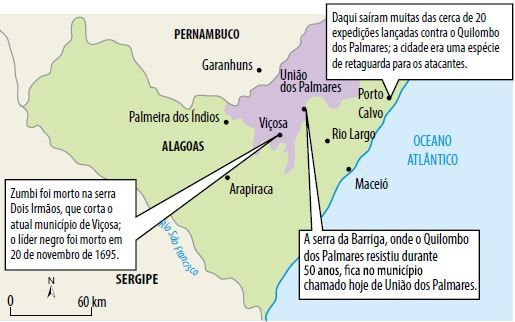 Daqui saíram muitas das cerca de 20
expedições lançadas contra o Quilombo
dos Palmares; a cidade era uma espécie
de retaguarda para os atacantes.
PERNAMBUCO
Garanhuns
União
dos Palmares
Porto
Calvo
Palmeira dos Índios
Viçosa
Rio Largo
OCEANO
ATLÂNTICO
ALAGOAS
Maceió
Arapiraca
Zumbi foi morto na serra
Dois Irmãos, que corta o
atual município de Viçosa;
o líder negro foi morto em
20 de novembro de 1695.
Rio São Francisco
A serra da Barriga, onde o Quilombo
dos Palmares resistiu durante
50 anos, fica no município
chamado hoje de União dos Palmares.
SERGIPE
N
0 60 km